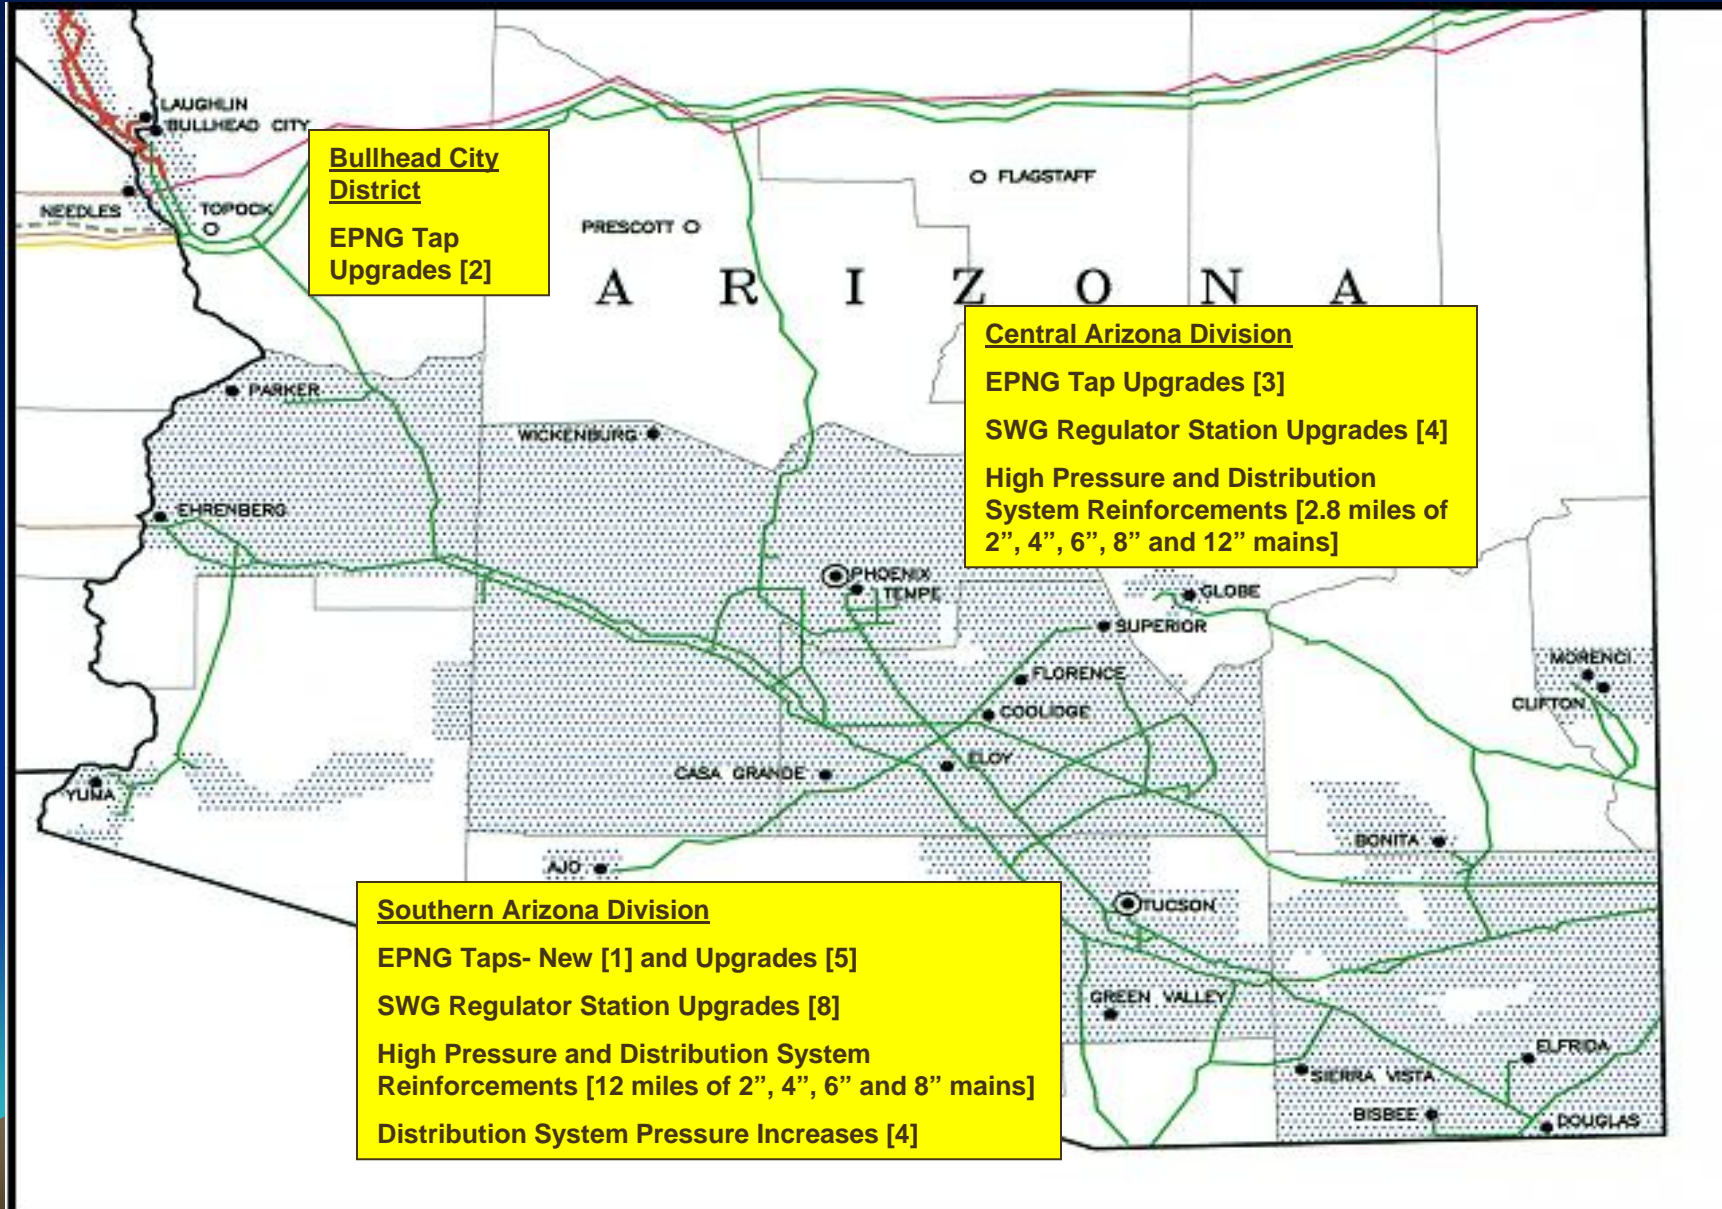 LAUGHLIN
BULLHEAD CITY
NEEDLES
TOPOCK
Bullhead City
District
EPNG Tap
Upgrades [2]
FLAGSTAFF
PRESCOTT
ARIZONA
Central Arizona Division
EPNG Tap Upgrades [3]
SWG Regulator Station Upgrades [4]
High Pressure and Distribution
System Reinforcements [2.8 miles of
2”, 4”, 6”, 8” and 12” mains]
PARKER
WICKENBURG
EHRENBERG
PHOENIX
TEMPE
GLOBE
SUPERIOR
MORENCI
FLORENCE
CLIFTON
COOLIDGE
ELOY
CASA GRANDE
YUMA
BONITA
AJO
TUCSON
Southern Arizona Division
EPNG Taps- New [1] and Upgrades [5]
SWG Regulator Station Upgrades [8]
High Pressure and Distribution System
Reinforcements [12 miles of 2”, 4”, 6” and 8” mains]
Distribution System Pressure Increases [4]
GREEN VALLEY
ELFRIDA
SIERRA VISTA
BISBEE
DOUGLAS